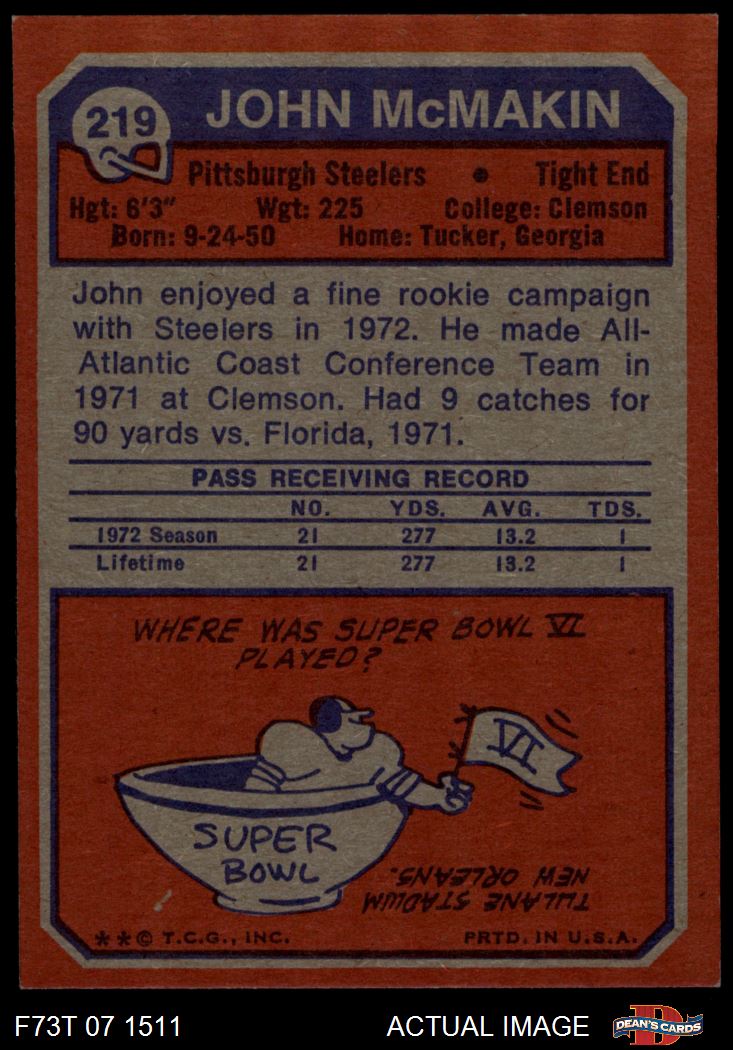 219
JOHN McMAKIN
Pittsburgh Steelers • Tight End
Hgt: 6'3" Wgt: 225 College: Clemson
Born: 9-24-50 Home: Tucker, Georgia
John enjoyed a fine rookie campaign
with Steelers in 1972. He made All-
Atlantic Coast Conference Team in
1971 at Clemson. Had 9 catches for
90 yards vs. Florida, 1971.
PASS RECEIVING RECORD
NO. YDS. AVG. TDS.
1972 Season 21 277 13.2 1
Lifetime 21 277 13.2 1
WHERE WAS SUPER BOWL VI
PLAYED?
VI
SUPER
BOWL
TULANE STADIUM
NEW ORLEANS.
**© T.C.G., INC. PRTD. IN U.S.A.
F73T 07 1511 ACTUAL IMAGE
D
DEAN'S CARDS